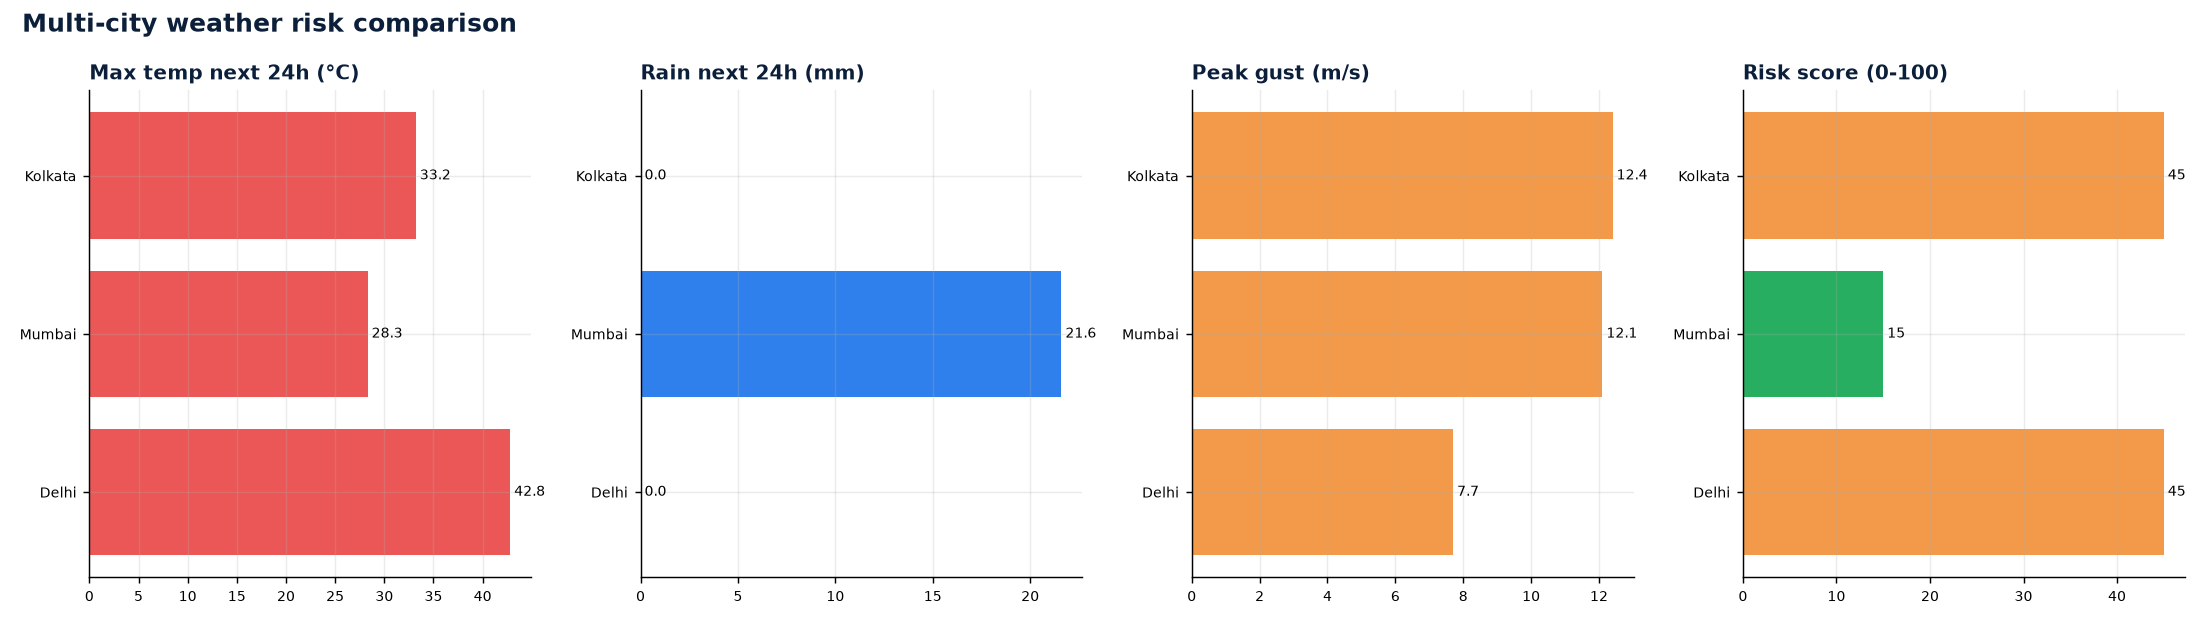 Multi-city weather risk comparison
Max temp next 24h (°C)
Kolkata
33.2
Mumbai
28.3
Delhi
42.8
0 5 10 15 20 25 30 35 40
Rain next 24h (mm)
Kolkata
0.0
Mumbai
21.6
Delhi
0.0
0 5 10 15 20
Peak gust (m/s)
Kolkata
12.4
Mumbai
12.1
Delhi
7.7
0 2 4 6 8 10 12
Risk score (0-100)
Kolkata
45
Mumbai
15
Delhi
45
0 10 20 30 40